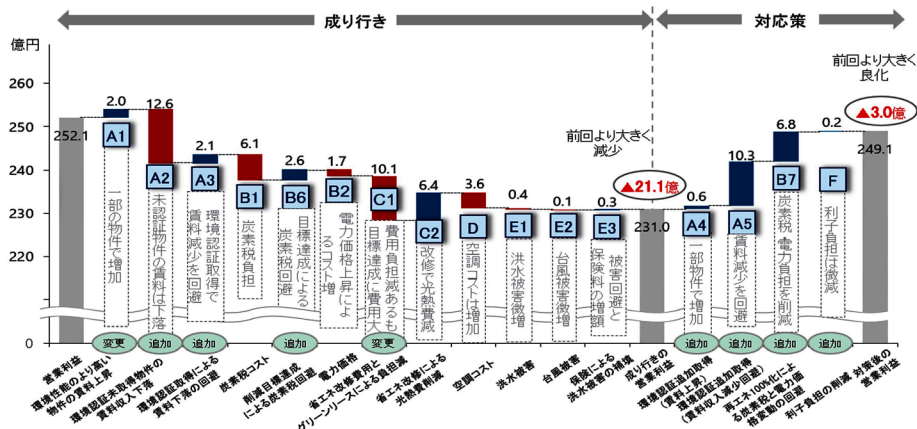 成り行き
対応策
億円
260
250
240
230
220
0
252.1
2.0
12.6
2.1
6.1
2.6
1.7
10.1
6.4
3.6
0.4
0.1
0.3
231.0
0.6
10.3
6.8
0.2
249.1
前回より大きく
減少
▲21.1億
前回より大きく
良化
▲3.0億
A1
一部の物件で増加
A2
未認証物件の賃料は下落
A3
環境認証取得で
賃料減少を回避
B1
炭素税負担
B6
目標達成による
炭素税回避
B2
電力価格上昇によ
るコスト増
C1
費用負担減あるも
目標達成に費用大
C2
改修で光熱費減
D
空調コストは増加
E1
洪水被害微増
E2
台風被害微増
E3
被害回避と
保険料の増額
A4
一部物件で増加
A5
賃料減少を回避
B7
炭素税・電力負担を削減
F
利子負担は微減
変更
追加
追加
追加
変更
追加
追加
追加
追加
営業利益
環境性能のより高い
物件の賃料上昇
環境認証未取得物件の
賃料収入下落
環境認証取得による
賃料下落の回避
炭素税コスト
削減目標達成
による炭素税回避
電力価格
省エネ改修費用と
グリーンリースによる負担減
省エネ改修による
光熱費削減
空調コスト
洪水被害
台風被害
保険による
洪水被害の補填
成り行きの
営業利益
環境認証追加取得
(賃料上昇)
環境認証追加取得
(賃料収入減少回避)
再エネ100%化によ
る炭素税と電力価
格変動の回避
利子負担の削減
対策後の
営業利益